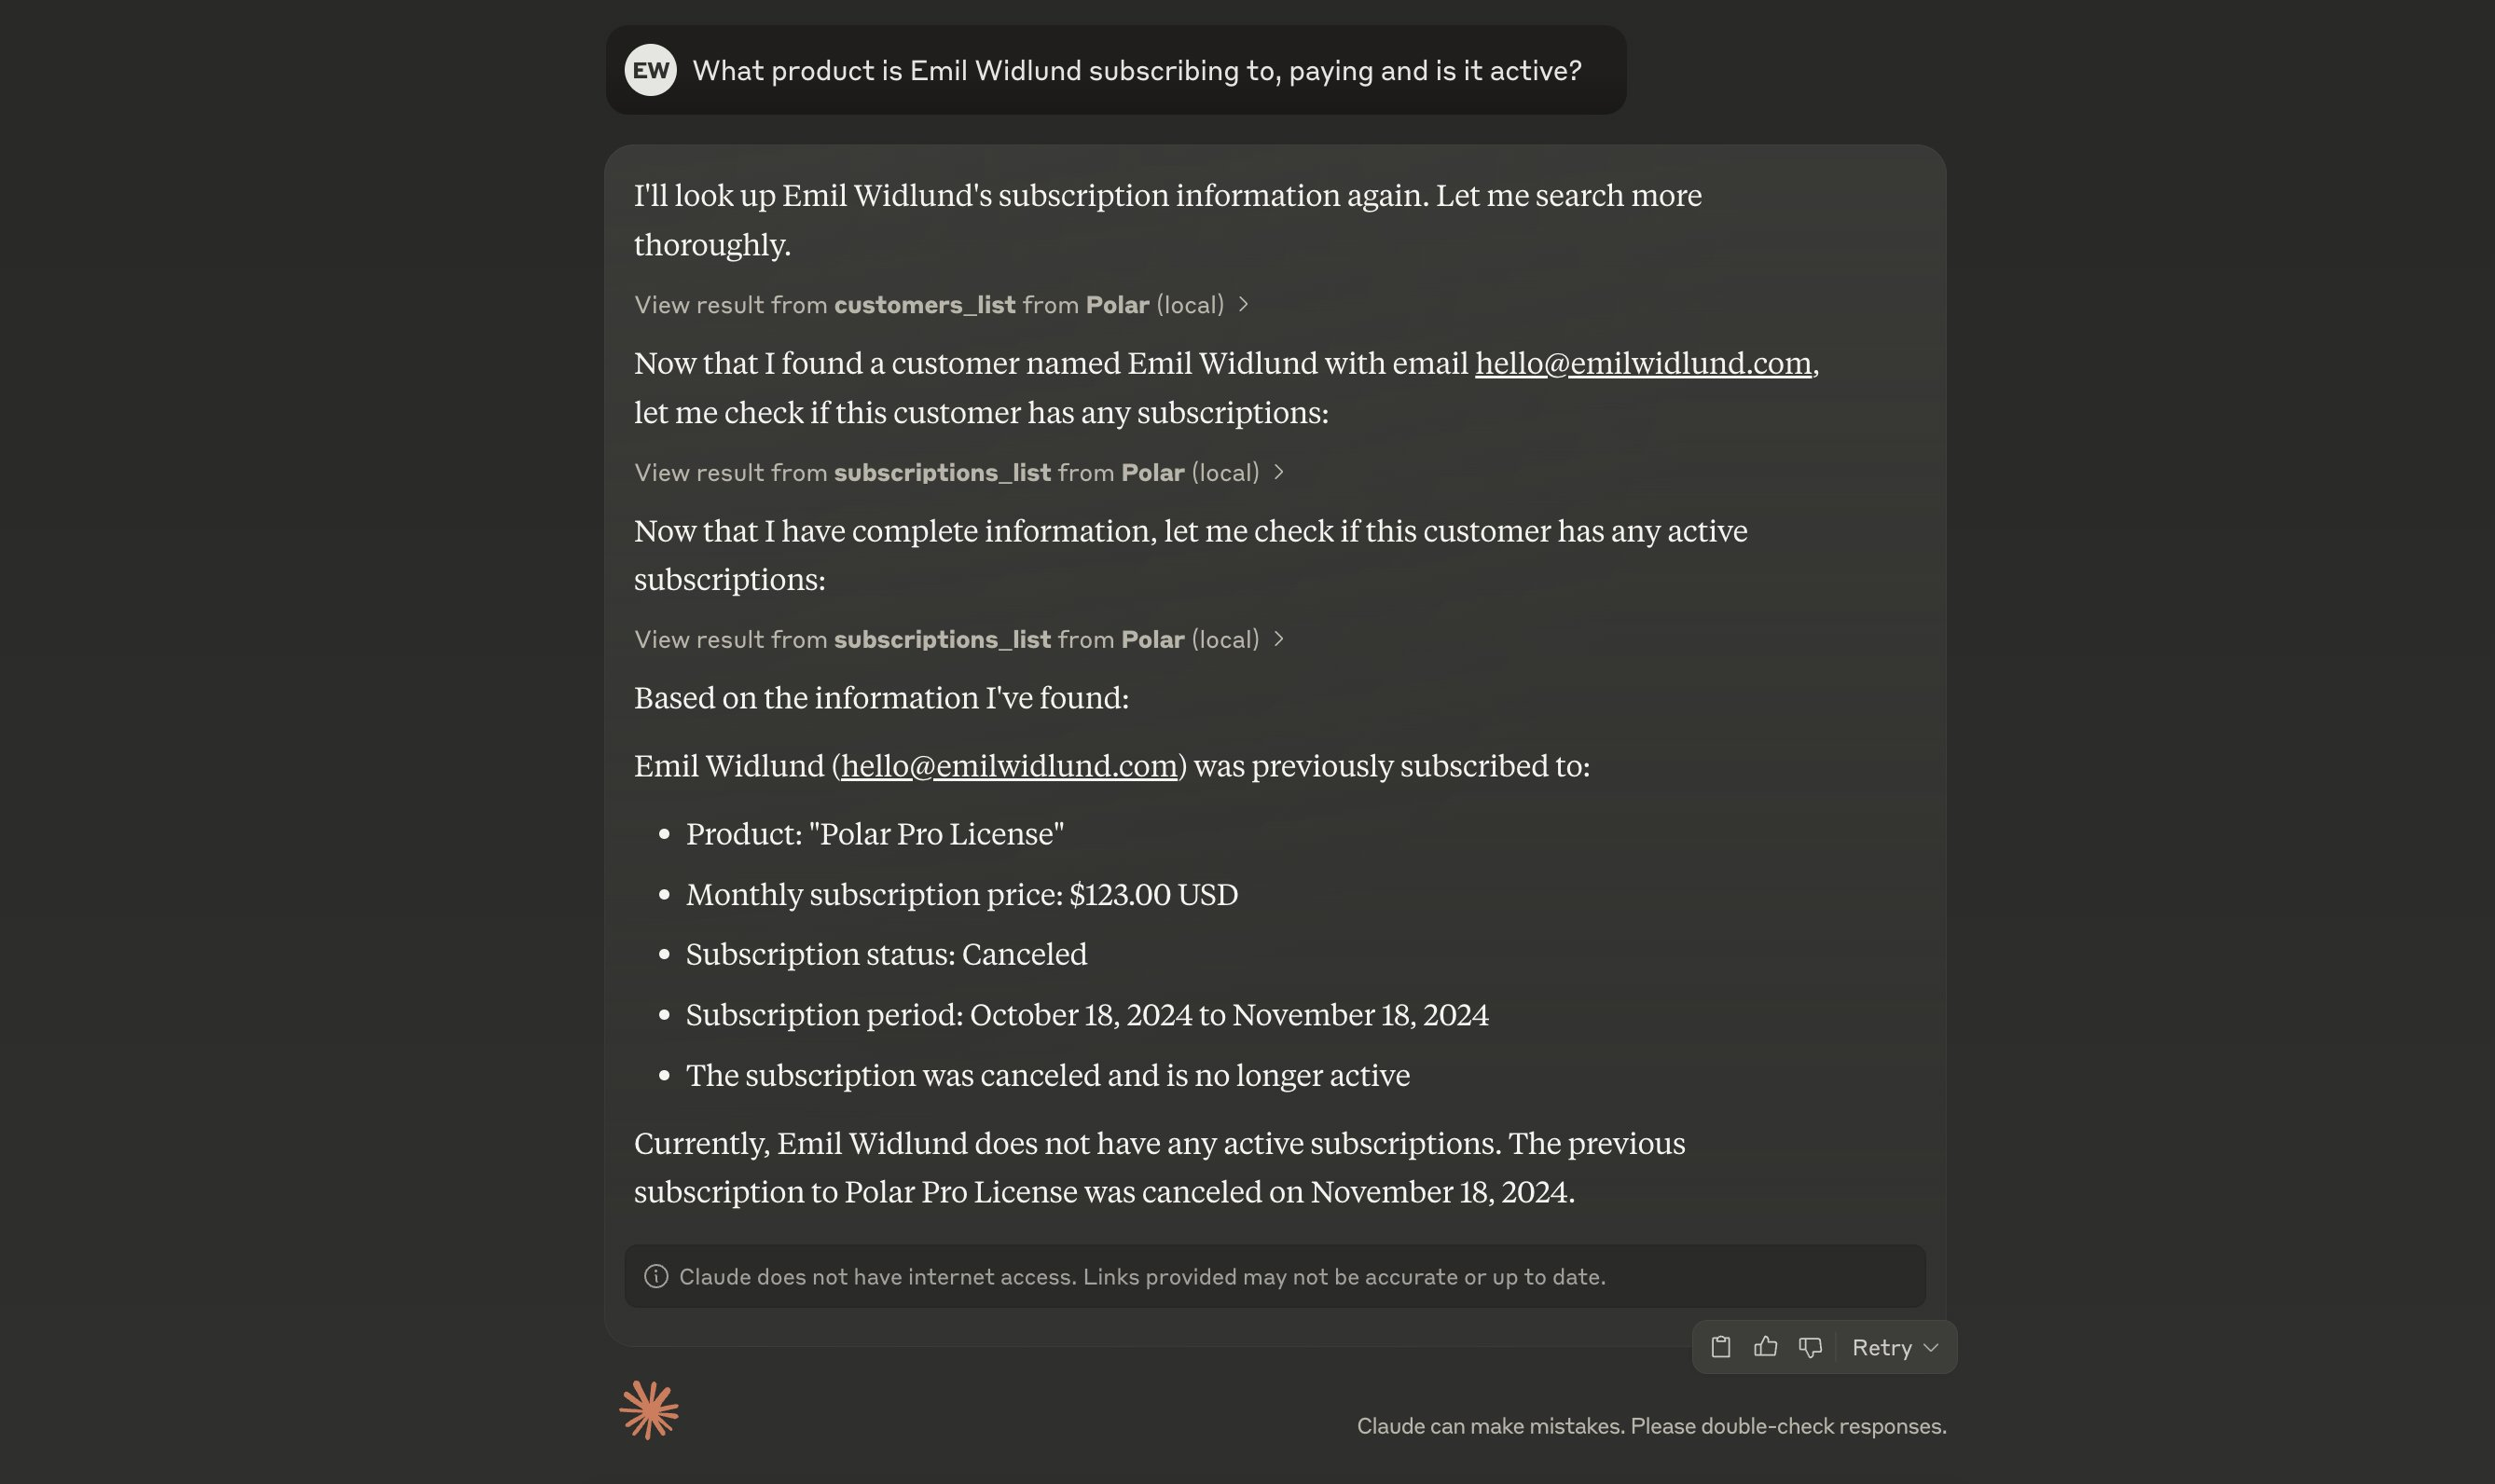 EW
What product is Emil Widlund subscribing to, paying and is it active?
I'll look up Emil Widlund's subscription information again. Let me search more
thoroughly.
View result from customers_list from Polar (local)
Now that I found a customer named Emil Widlund with email hello@emilwidlund.com,
let me check if this customer has any subscriptions:
View result from subscriptions_list from Polar (local)
Now that I have complete information, let me check if this customer has any active
subscriptions:
View result from subscriptions_list from Polar (local)
Based on the information I've found:
Emil Widlund (hello@emilwidlund.com) was previously subscribed to:
• Product: "Polar Pro License"
• Monthly subscription price: $123.00 USD
• Subscription status: Canceled
• Subscription period: October 18, 2024 to November 18, 2024
• The subscription was canceled and is no longer active
Currently, Emil Widlund does not have any active subscriptions. The previous
subscription to Polar Pro License was canceled on November 18, 2024.
Claude does not have internet access. Links provided may not be accurate or up to date.
Retry
Claude can make mistakes. Please double-check responses.